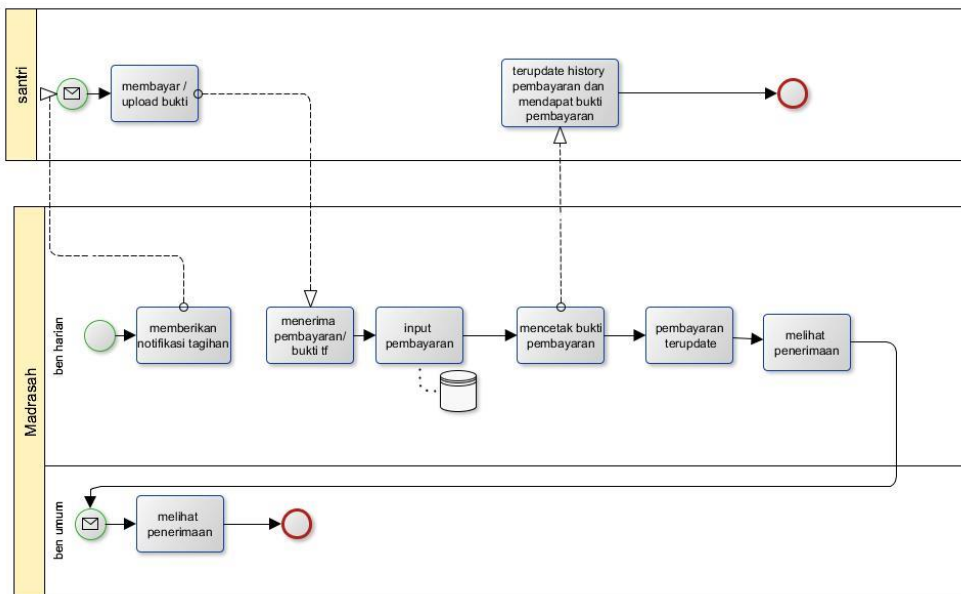 santri
membayar /
upload bukti
terupdate history
pembayaran dan
mendapat bukti
pembayaran
Madrasah
ben harian
memberikan
notifikasi tagihan
menerima
pembayaran/
bukti tf
input
pembayaran
mencetak bukti
pembayaran
pembayaran
terupdate
melihat
penerimaan
ben umum
melihat
penerimaan